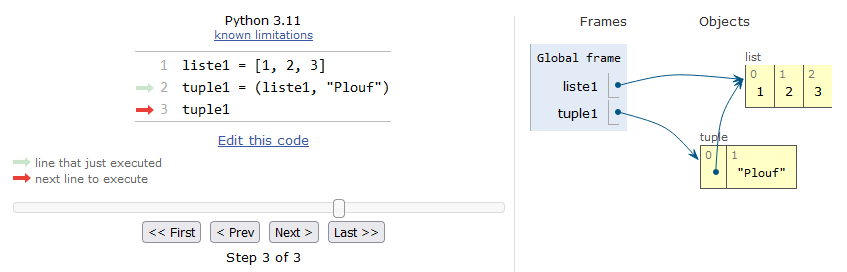 Python 3.11
known limitations
1 liste1 = [1, 2, 3]
2 tuple1 = (liste1, "Plouf")
3 tuple1
Edit this code
line that just executed
next line to execute
<< First < Prev Next > Last >>
Step 3 of 3
Frames Objects
Global frame
liste1
tuple1
list
0 1 2
1 2 3
tuple
0 1
"Plouf"